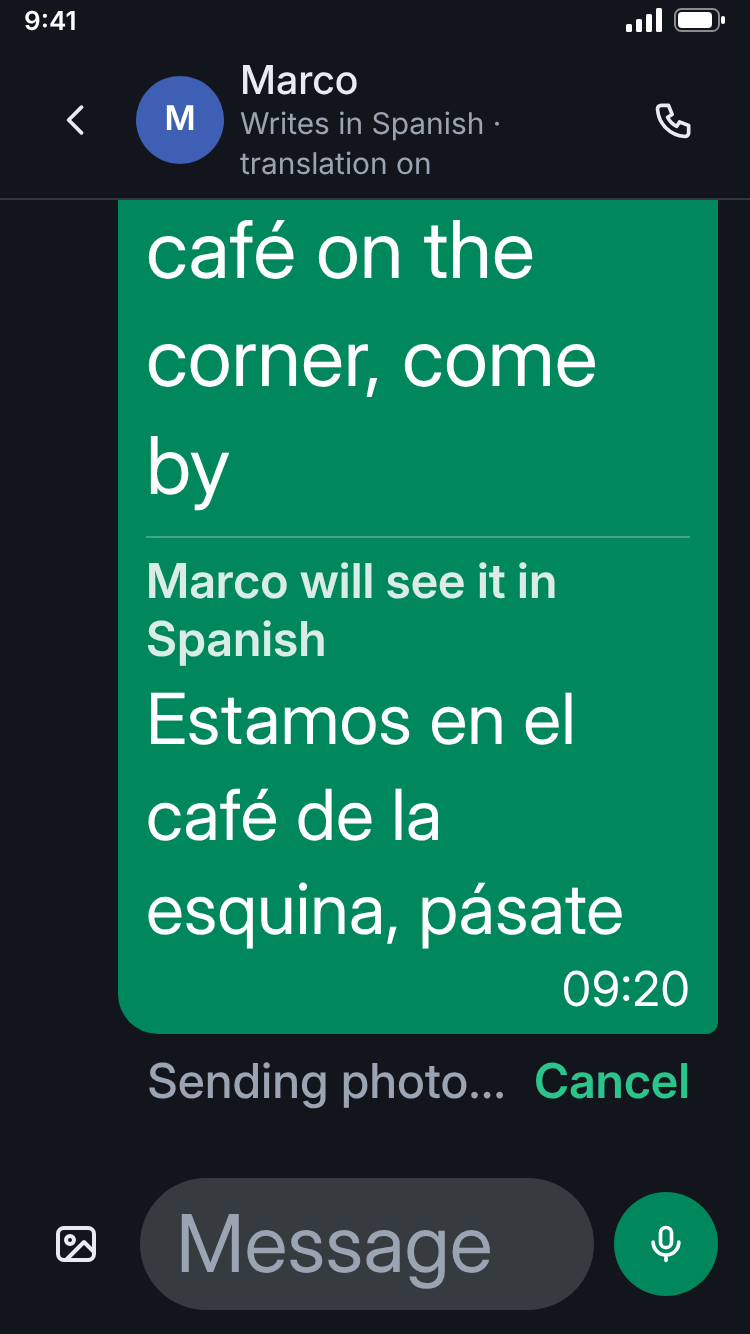 9:41
M
Marco
Writes in Spanish ·
translation on
café on the
corner, come
by
Marco will see it in
Spanish
Estamos en el
café de la
esquina, pásate
09:20
Sending photo... Cancel
Message